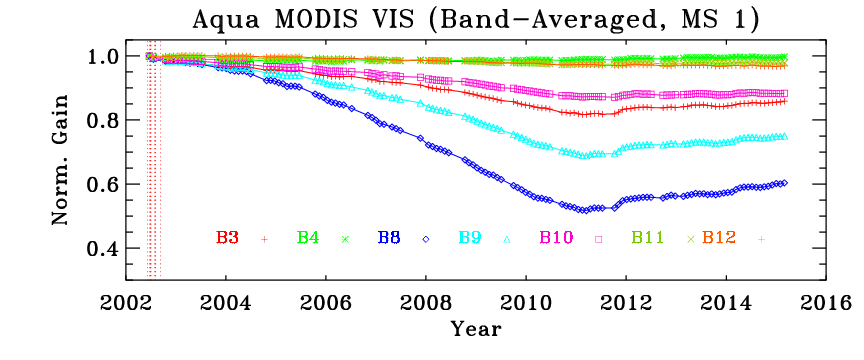 Aqua MODIS VIS (Band-Averaged, MS 1)
1.0
0.8
0.6
0.4
Norm. Gain
B3 B4 B8 B9 B10 B11 B12
2002 2004 2006 2008 2010 2012 2014 2016
Year